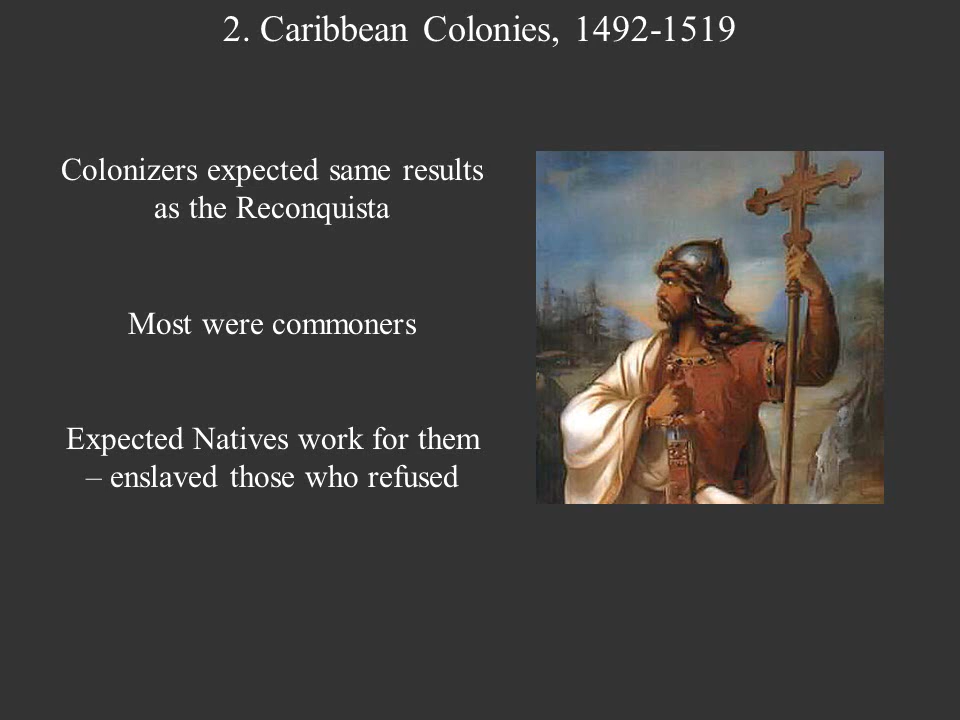 2. Caribbean Colonies, 1492-1519
Colonizers expected same results
as the Reconquista
Most were commoners
Expected Natives work for them
– enslaved those who refused